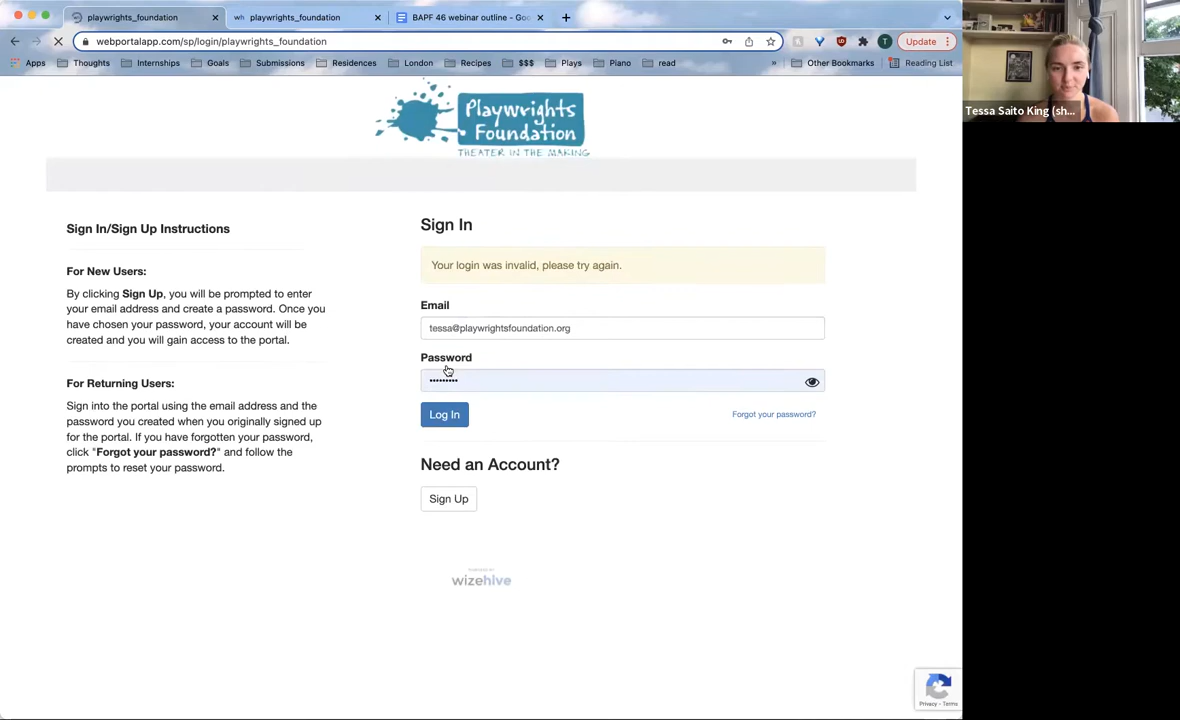 playwrights_foundation
wh playwrights_foundation
BAPF 46 webinar outline - Goo
webportalapp.com/sp/login/playwrights_foundation
T
Update
Apps Thoughts Internships Goals Submissions Residences London Recipes $$$ Plays Piano read » Other Bookmarks Reading List
Playwrights
Foundation
THEATER IN THE MAKING
Tessa Saito King (sh...
Sign In/Sign Up Instructions
For New Users:
By clicking Sign Up, you will be prompted to enter
your email address and create a password. Once you
have chosen your password, your account will be
created and you will gain access to the portal.
For Returning Users:
Sign into the portal using the email address and the
password you created when you originally signed up
for the portal. If you have forgotten your password,
click "Forgot your password?" and follow the
prompts to reset your password.
Sign In
Your login was invalid, please try again.
Email
tessa@playwrightsfoundation.org
Password
•••••••••
Log In
Forgot your password?
Need an Account?
Sign Up
POWERED BY
wizehive
Privacy - Terms